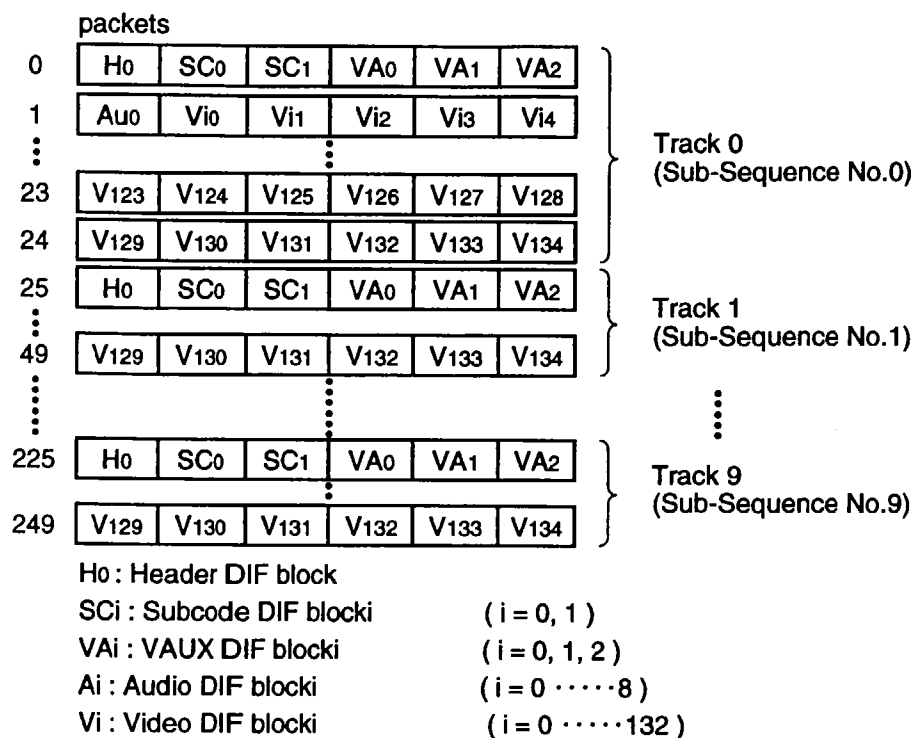 packets
0 H0 SC0 SC1 VA0 VA1 VA2
1 Au0 Vi0 Vi1 Vi2 Vi3 Vi4
Track 0
(Sub-Sequence No.0)
23 V123 V124 V125 V126 V127 V128
24 V129 V130 V131 V132 V133 V134
25 H0 SC0 SC1 VA0 VA1 VA2
Track 1
(Sub-Sequence No.1)
49 V129 V130 V131 V132 V133 V134
225 H0 SC0 SC1 VA0 VA1 VA2
Track 9
(Sub-Sequence No.9)
249 V129 V130 V131 V132 V133 V134
H0 : Header DIF block
SCi : Subcode DIF blocki ( i = 0, 1 )
VAi : VAUX DIF blocki ( i = 0, 1, 2 )
Ai : Audio DIF blocki ( i = 0 ·····8 )
Vi : Video DIF blocki ( i = 0 ·····132 )